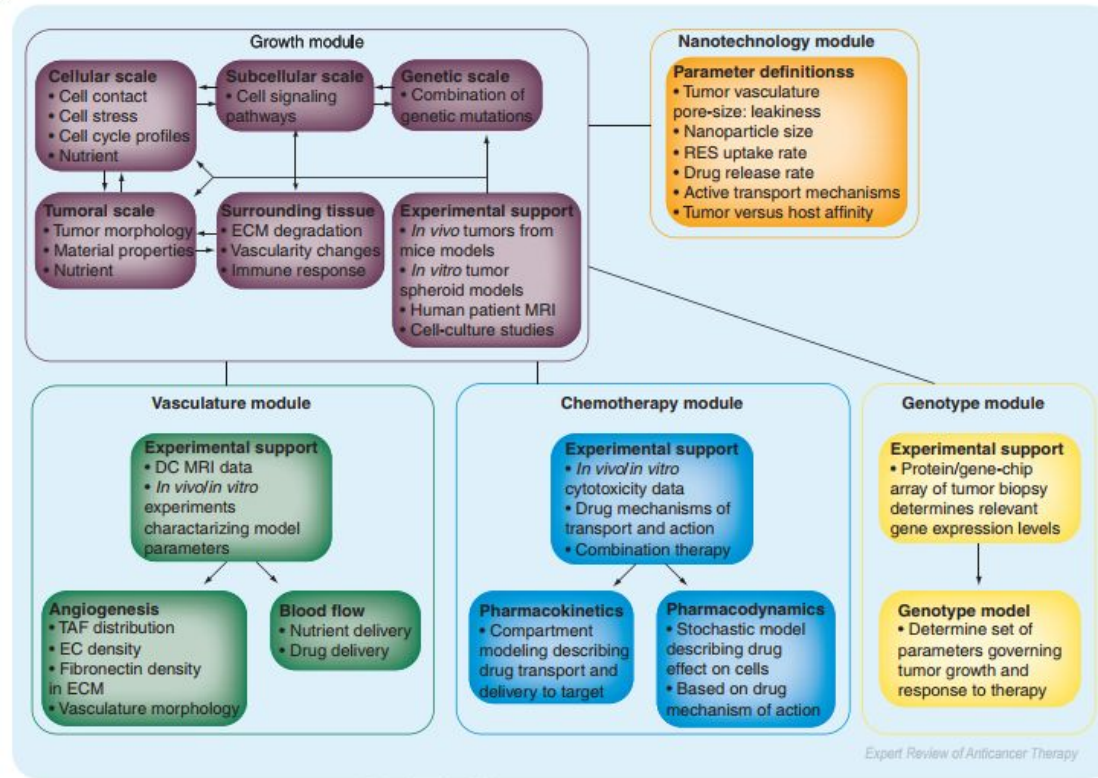 Growth module
Cellular scale
• Cell contact
• Cell stress
• Cell cycle profiles
• Nutrient
Subcellular scale
• Cell signaling
pathways
Genetic scale
• Combination of
genetic mutations
Tumoral scale
• Tumor morphology
• Material properties
• Nutrient
Surrounding tissue
• ECM degradation
• Vascularity changes
• Immune response
Experimental support
• In vivo tumors from
mice models
• In vitro tumor
spheroid models
• Human patient MRI
• Cell-culture studies
Nanotechnology module
Parameter definitionss
• Tumor vasculature
pore-size: leakiness
• Nanoparticle size
• RES uptake rate
• Drug release rate
• Active transport mechanisms
• Tumor versus host affinity
Vasculature module
Experimental support
• DC MRI data
• In vivo/in vitro
experiments
charactarizing model
parameters
Angiogenesis
• TAF distribution
• EC density
• Fibronectin density
in ECM
• Vasculature morphology
Blood flow
• Nutrient delivery
• Drug delivery
Chemotherapy module
Experimental support
• In vivo/in vitro
cytotoxicity data
• Drug mechanisms of
transport and action
• Combination therapy
Pharmacokinetics
• Compartment
modeling describing
drug transport and
delivery to target
Pharmacodynamics
• Stochastic model
describing drug
effect on cells
• Based on drug
mechanism of action
Genotype module
Experimental support
• Protein/gene-chip
array of tumor biopsy
determines relevant
gene expression levels
Genotype model
• Determine set of
parameters governing
tumor growth and
response to therapy
Expert Review of Anticancer Therapy